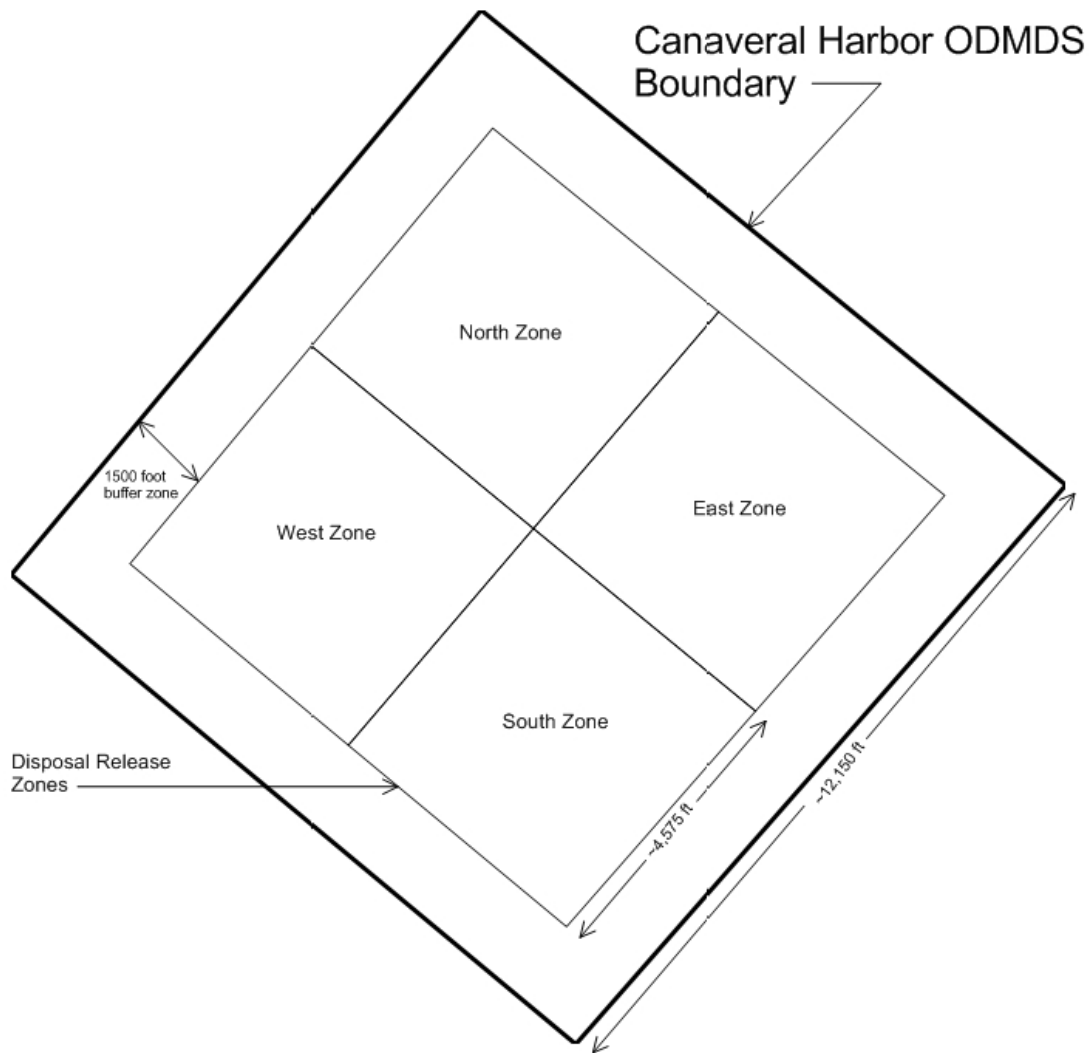 Canaveral Harbor ODMDS
Boundary
North Zone
1500 foot
buffer zone
West Zone
East Zone
South Zone
Disposal Release
Zones
~4,575 ft
~12,150 ft